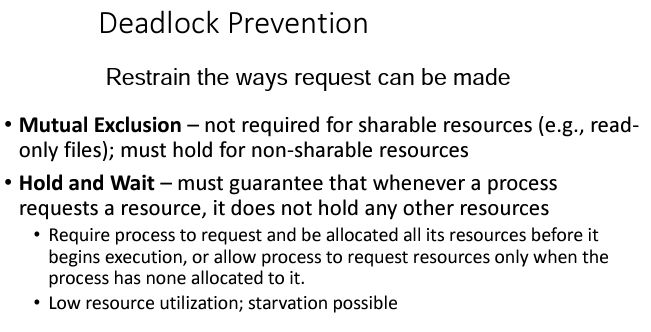 Deadlock Prevention
Restrain the ways request can be made
• Mutual Exclusion – not required for sharable resources (e.g., read-
only files); must hold for non-sharable resources
• Hold and Wait – must guarantee that whenever a process
requests a resource, it does not hold any other resources
• Require process to request and be allocated all its resources before it
begins execution, or allow process to request resources only when the
process has none allocated to it.
• Low resource utilization; starvation possible